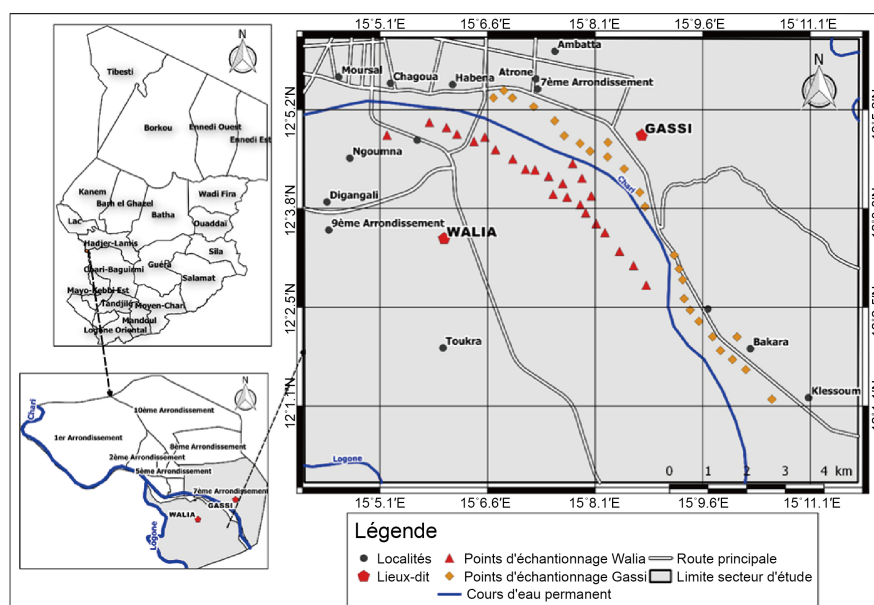 Tibesti
Borkou
Ennedi Ouest
Ennedi Est
Kanem
Wadi Fira
Barh el Ghazel
Batha
Lac
Ouaddaï
Hadjer-Lamis
Sila
Guéra
Chari-Baguirmi
Salamat
Mayo-Kebbi Est
Tandjilé
Moyen-Chari
Mandoul
Logone Oriental
Chari
10ème Arrondissement
1er Arrondissement
8ème Arrondissement
2ème Arrondissement
5ème Arrondissement
7ème Arrondissement
GASSI
WALIA
Logone
15°5.1'E 15°6.6'E 15°8.1'E 15°9.6'E 15°11.1'E
12°5.2'N
12°3.8'N
12°2.5'N
12°1.1'N
Ambatta
Moursal
Chagoua
Habena
Atrone
7ème Arrondissement
GASSI
Ngoumna
Chari
Digangali
9ème Arrondissement
WALIA
Toukra
Bakara
Klessoum
Logone
0 1 2 3 4 km
15°5.1'E 15°6.6'E 15°8.1'E 15°9.6'E 15°11.1'E
Légende
Localités Points d'échantionnage Walia Route principale
Lieux-dit Points d'échantionnage Gassi Limite secteur d'étude
Cours d'eau permanent